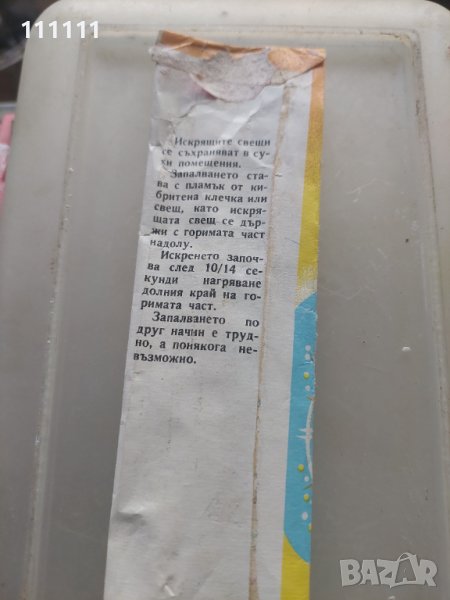 111111
Искрящите свещи
се съхраняват в су-
хи помещения.
Запалването ста-
ва с пламък от ки-
бритена клечка или
свещ, като искря-
щата свещ се дър-
жи с горимата част
надолу.
Искренето започ-
ва след 10/14 се-
кунди нагряване
долния край на го-
римата част.
Запалването по
друг начин е труд-
но, а понякога не-
възможно.
BAZAR